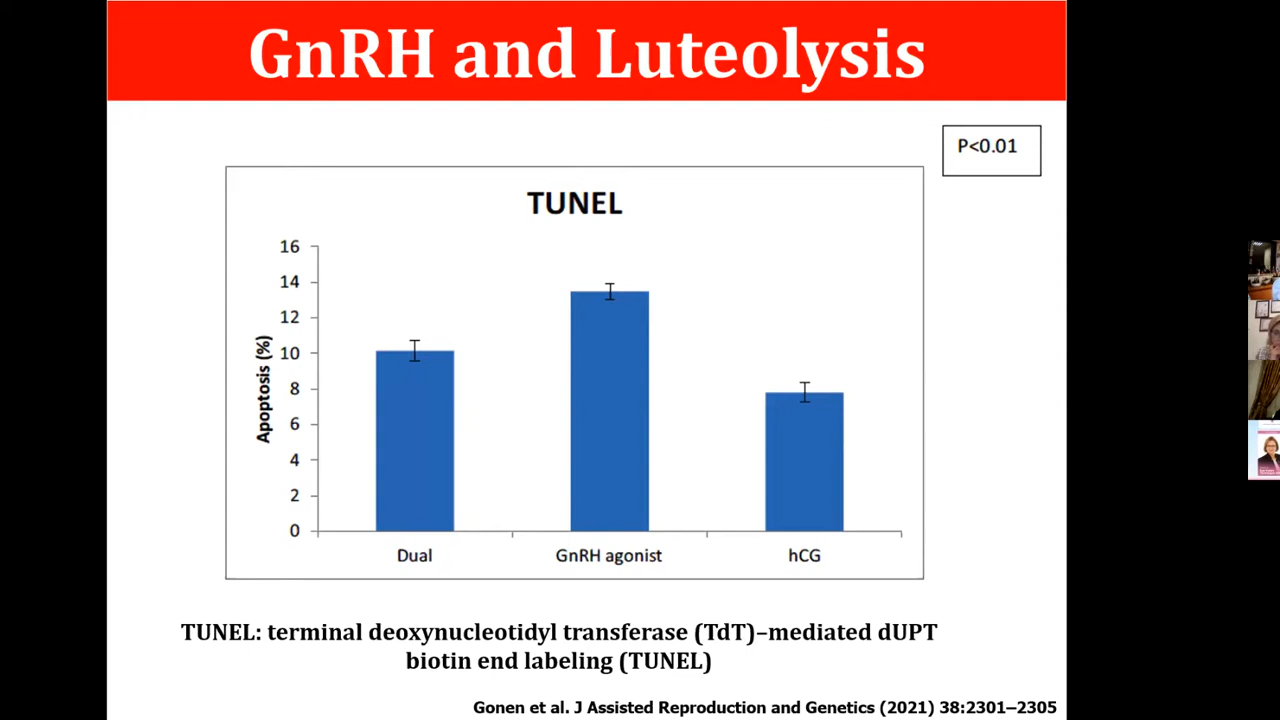 GnRH and Luteolysis
P<0.01
TUNEL
16
14
12
10
8
6
4
2
0
Apoptosis (%)
Dual
GnRH agonist
hCG
TUNEL: terminal deoxynucleotidyl transferase (TdT)–mediated dUPT
biotin end labeling (TUNEL)
Gonen et al. J Assisted Reproduction and Genetics (2021) 38:2301–2305